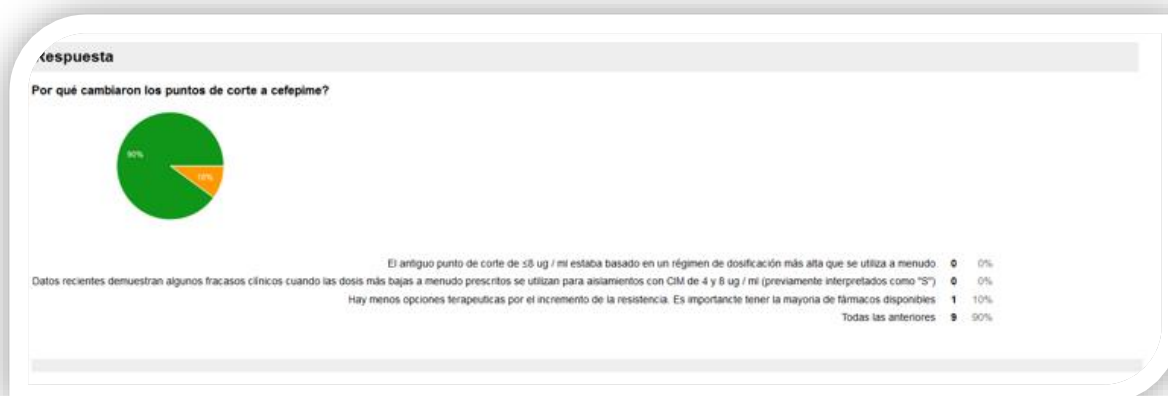 Respuesta
Por qué cambiaron los puntos de corte a cefepime?
90%
10%
El antiguo punto de corte de ≤8 ug / ml estaba basado en un régimen de dosificación más alta que se utiliza a menudo 0 0%
Datos recientes demuestran algunos fracasos clínicos cuando las dosis más bajas a menudo prescritos se utilizan para aislamientos con CIM de 4 y 8 ug / ml (previamente interpretados como "S") 0 0%
Hay menos opciones terapeuticas por el incremento de la resistencia. Es importancte tener la mayoria de fármacos disponibles 1 10%
Todas las anteriores 9 90%